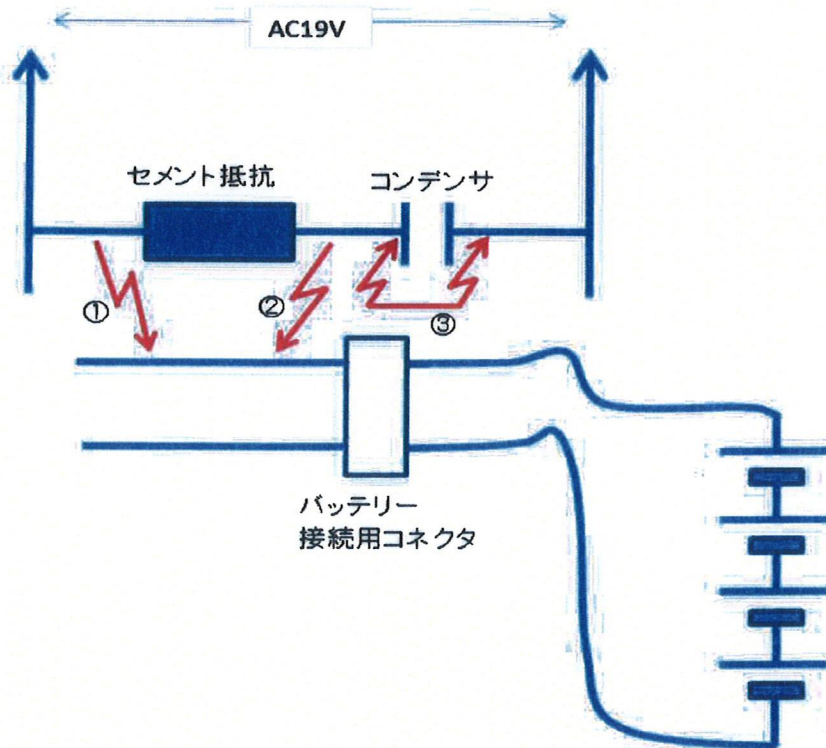 AC19V
セメント抵抗
コンデンサ
①
②
③
バッテリー
接続用コネクタ